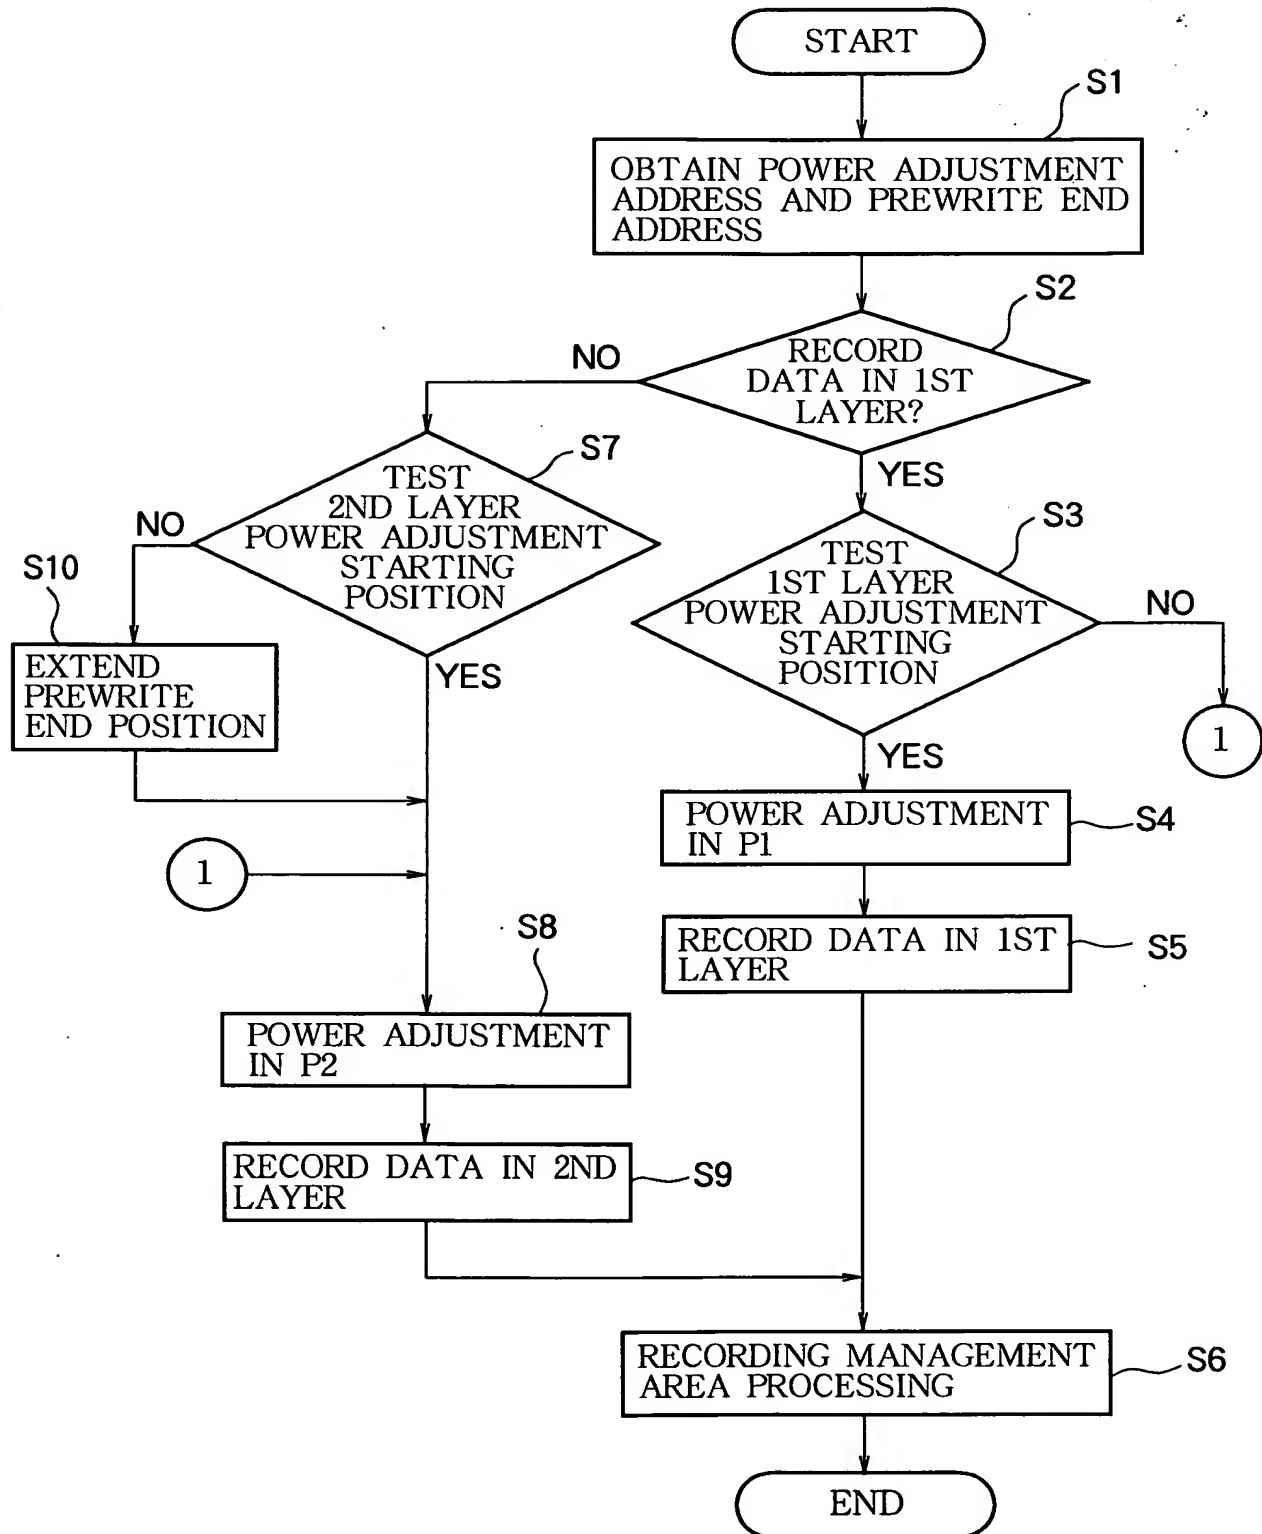 START
S1
OBTAIN POWER ADJUSTMENT
ADDRESS AND PREWRITE END
ADDRESS
S2
NO
RECORD
DATA IN 1ST
LAYER?
YES
S7
TEST
2ND LAYER
POWER ADJUSTMENT
STARTING
POSITION
NO
YES
S3
TEST
1ST LAYER
POWER ADJUSTMENT
STARTING
POSITION
NO
YES
1
S10
EXTEND
PREWRITE
END POSITION
1
POWER ADJUSTMENT
IN P1
S4
RECORD DATA IN 1ST
LAYER
S5
S8
POWER ADJUSTMENT
IN P2
RECORD DATA IN 2ND
LAYER
S9
RECORDING MANAGEMENT
AREA PROCESSING
S6
END